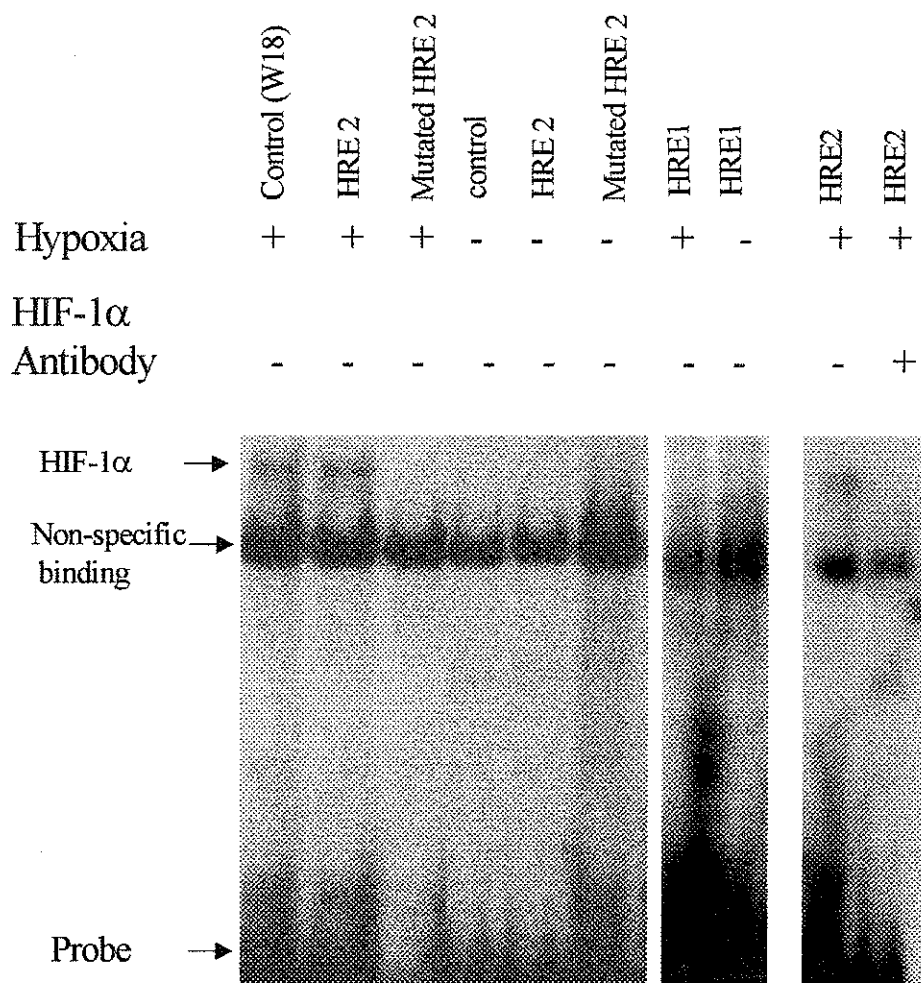 Control (W18)
HRE 2
Mutated HRE 2
control
HRE 2
Mutated HRE 2
HRE1
HRE1
HRE2
HRE2
Hypoxia + + + - - - + - + +
HIF-1α
Antibody - - - - - - - - - +
HIF-1α
Non-specific
binding
Probe